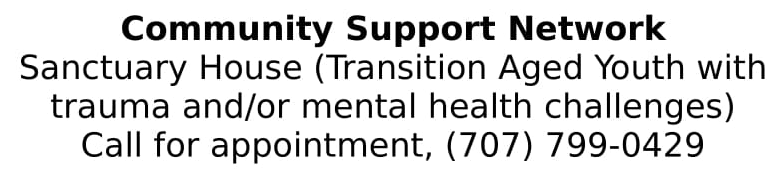 Community Support Network
Sanctuary House (Transition Aged Youth with
trauma and/or mental health challenges)
Call for appointment, (707) 799-0429